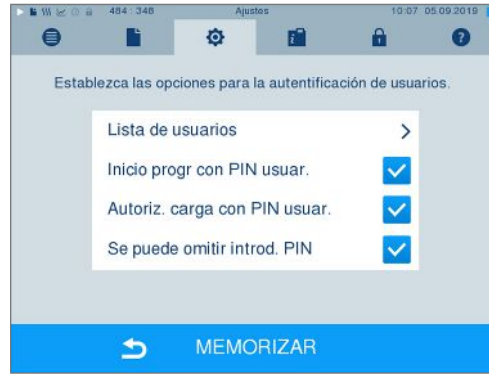 484 : 348 Ajustes 10:07 05.09.2019
Establezca las opciones para la autentificación de usuarios.
Lista de usuarios
Inicio progr con PIN usuar.
Autoriz. carga con PIN usuar.
Se puede omitir introd. PIN
MEMORIZAR